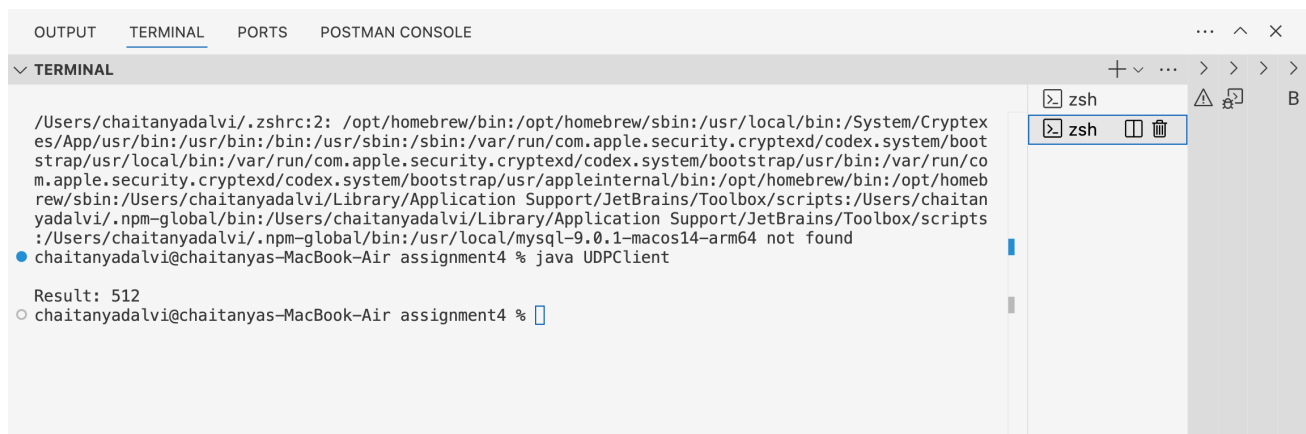 OUTPUT TERMINAL PORTS POSTMAN CONSOLE
TERMINAL
zsh
zsh
B
/Users/chaitanyadalvi/.zshrc:2: /opt/homebrew/bin:/opt/homebrew/sbin:/usr/local/bin:/System/Cryptex
es/App/usr/bin:/usr/bin:/bin:/usr/sbin:/sbin:/var/run/com.apple.security.cryptexd/codex.system/boot
strap/usr/local/bin:/var/run/com.apple.security.cryptexd/codex.system/bootstrap/usr/bin:/var/run/co
m.apple.security.cryptexd/codex.system/bootstrap/usr/appleinternal/bin:/opt/homebrew/bin:/opt/homeb
rew/sbin:/Users/chaitanyadalvi/Library/Application Support/JetBrains/Toolbox/scripts:/Users/chaitan
yadalvi/.npm-global/bin:/Users/chaitanyadalvi/Library/Application Support/JetBrains/Toolbox/scripts
:/Users/chaitanyadalvi/.npm-global/bin:/usr/local/mysql-9.0.1-macos14-arm64 not found
chaitanyadalvi@chaitanyas-MacBook-Air assignment4 % java UDPClient
Result: 512
chaitanyadalvi@chaitanyas-MacBook-Air assignment4 %